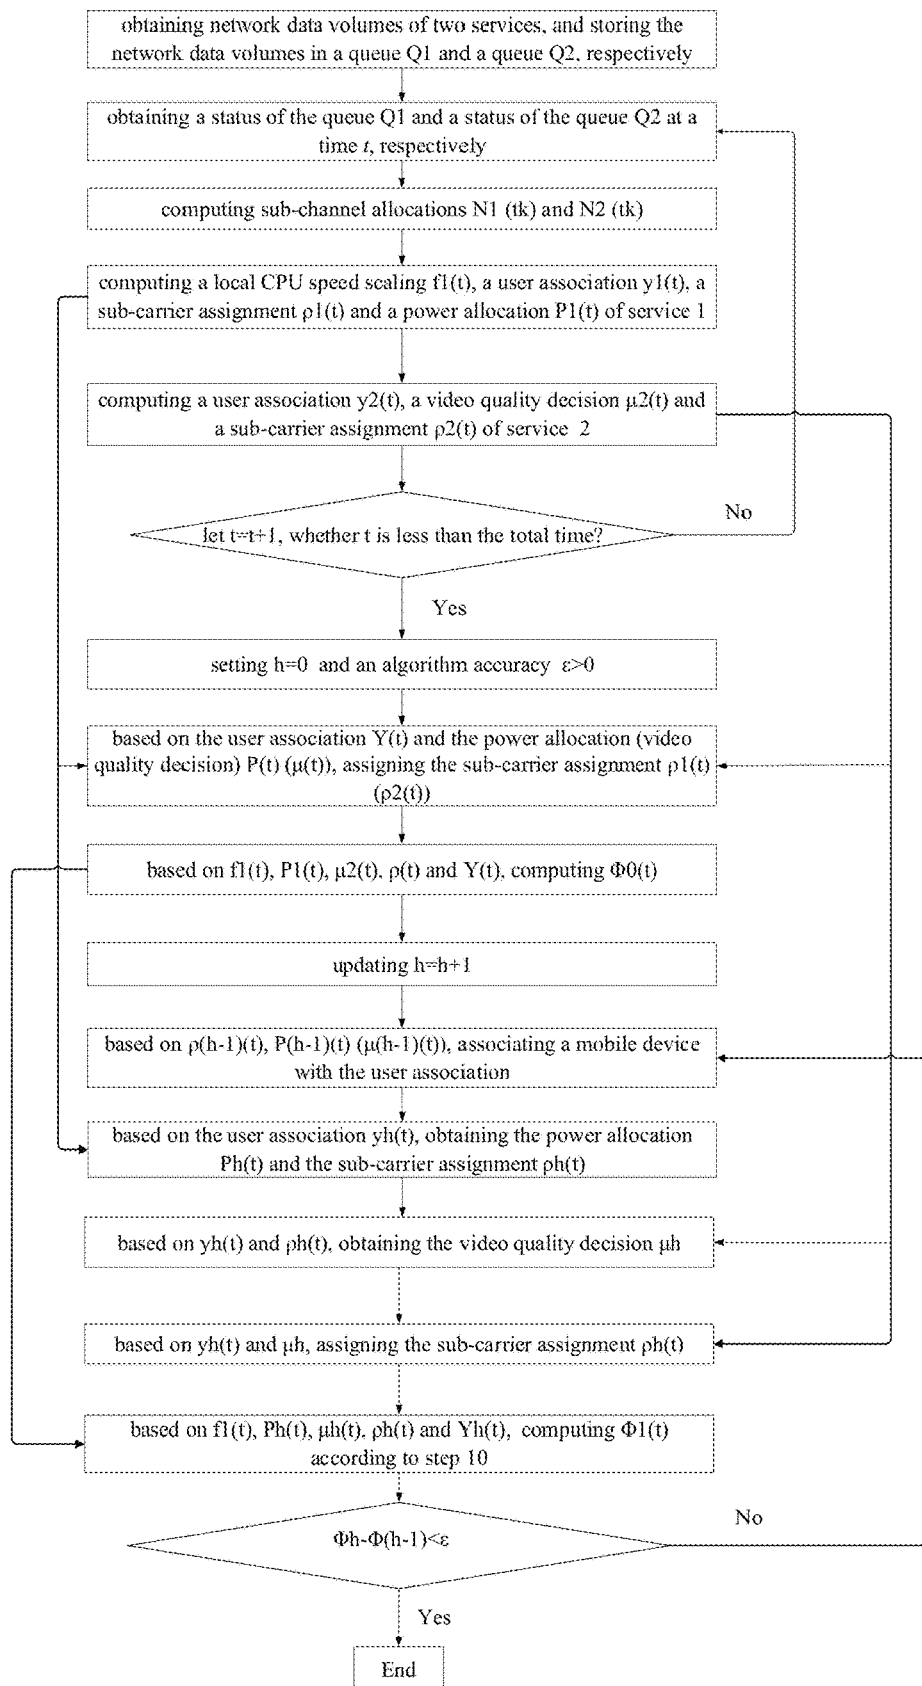 obtaining network data volumes of two services, and storing the
network data volumes in a queue Q1 and a queue Q2, respectively
obtaining a status of the queue Q1 and a status of the queue Q2 at a
time t, respectively
computing sub-channel allocations N1 (tk) and N2 (tk)
computing a local CPU speed scaling f1(t), a user association y1(t), a
sub-carrier assignment ρ1(t) and a power allocation P1(t) of service 1
computing a user association y2(t), a video quality decision μ2(t) and
a sub-carrier assignment ρ2(t) of service 2
let t=t+1, whether t is less than the total time?
No
Yes
setting h=0 and an algorithm accuracy ε>0
based on the user association Y(t) and the power allocation (video
quality decision) P(t) (μ(t)), assigning the sub-carrier assignment ρ1(t)
(ρ2(t))
based on f1(t), P1(t), μ2(t), ρ(t) and Y(t), computing Φ0(t)
updating h=h+1
based on ρ(h-1)(t), P(h-1)(t) (μ(h-1)(t)), associating a mobile device
with the user association
based on the user association yh(t), obtaining the power allocation
Ph(t) and the sub-carrier assignment ρh(t)
based on yh(t) and ρh(t), obtaining the video quality decision μh
based on yh(t) and μh, assigning the sub-carrier assignment ρh(t)
based on f1(t), Ph(t), μh(t), ρh(t) and Yh(t), computing Φ1(t)
according to step 10
Φh-Φ(h-1)<ε
No
Yes
End